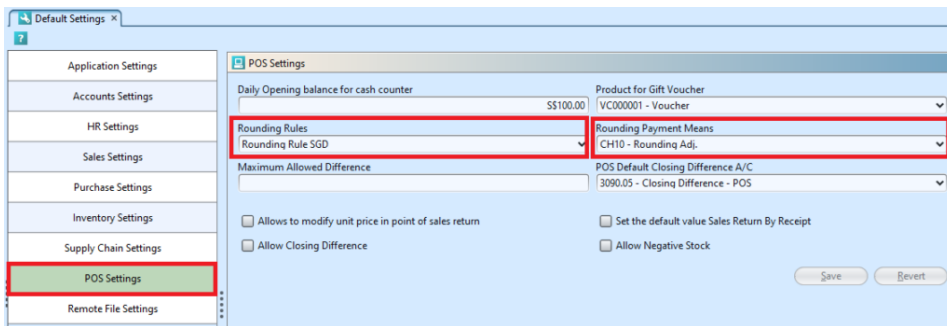 Default Settings ×
?
Application Settings
Accounts Settings
HR Settings
Sales Settings
Purchase Settings
Inventory Settings
Supply Chain Settings
POS Settings
Remote File Settings
POS Settings
Daily Opening balance for cash counter
S$100.00
Product for Gift Voucher
VC000001 - Voucher
Rounding Rules
Rounding Rule SGD
Rounding Payment Means
CH10 - Rounding Adj.
Maximum Allowed Difference
POS Default Closing Difference A/C
3090.05 - Closing Difference - POS
Allows to modify unit price in point of sales return
Set the default value Sales Return By Receipt
Allow Closing Difference
Allow Negative Stock
Save
Revert